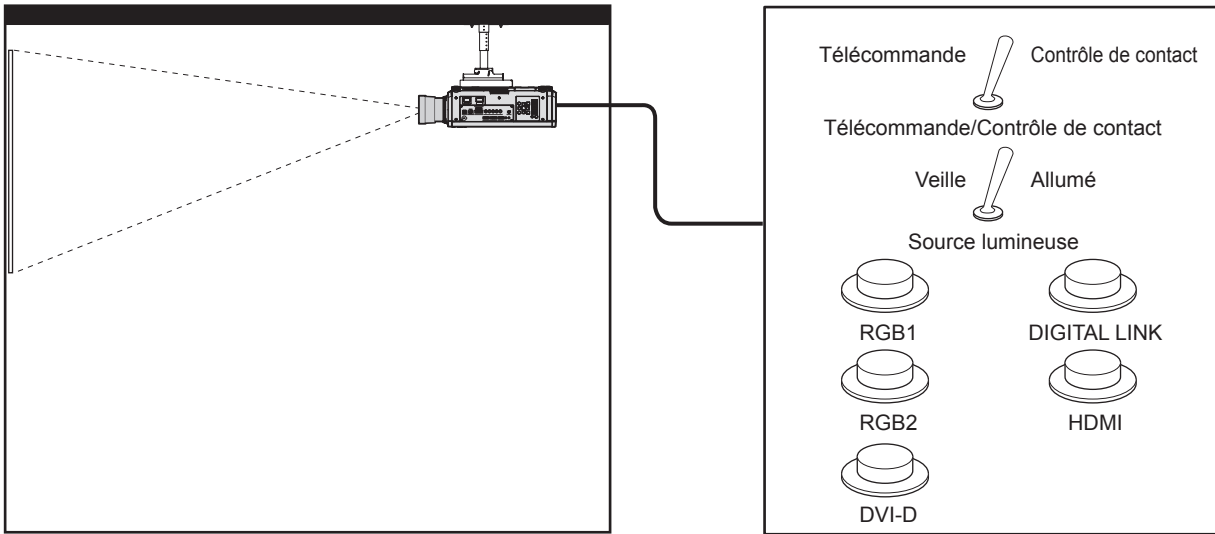 Télécommande
Contrôle de contact
Télécommande/Contrôle de contact
Veille
Allumé
Source lumineuse
RGB1
DIGITAL LINK
RGB2
HDMI
DVI-D